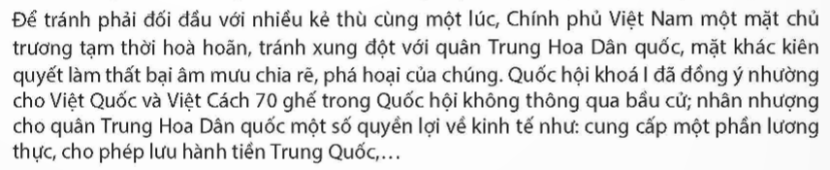 Để tránh phải đối đầu với nhiều kẻ thù cùng một lúc, Chính phủ Việt Nam một mặt chủ
trương tạm thời hoà hoãn, tránh xung đột với quân Trung Hoa Dân quốc, mặt khác kiên
quyết làm thất bại âm mưu chia rẽ, phá hoại của chúng. Quốc hội khoá I đã đồng ý nhường
cho Việt Quốc và Việt Cách 70 ghế trong Quốc hội không thông qua bầu cử; nhân nhượng
cho quân Trung Hoa Dân quốc một số quyền lợi về kinh tế như: cung cấp một phần lương
thực, cho phép lưu hành tiền Trung Quốc,...